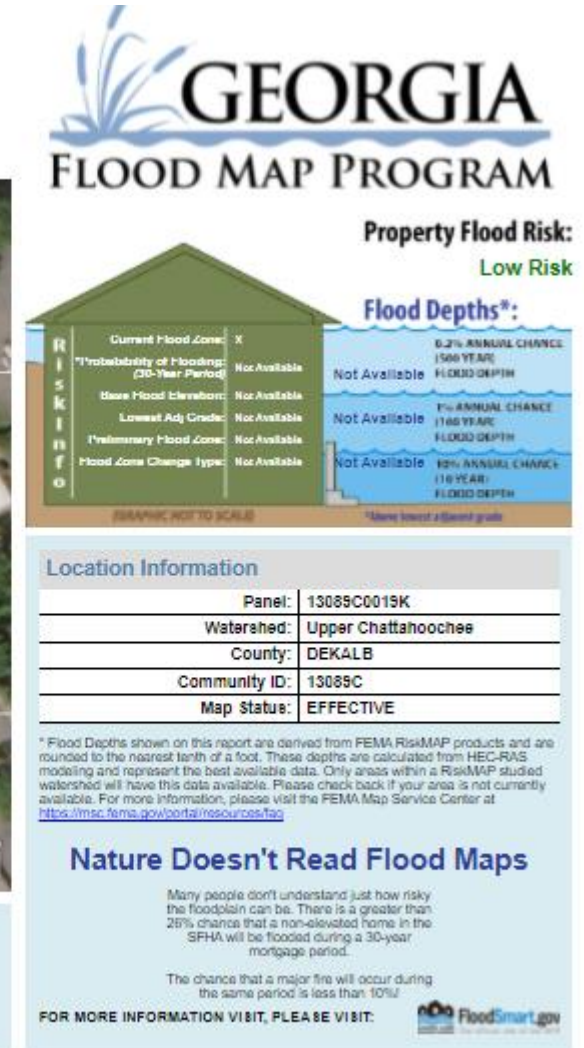 GEORGIA
FLOOD MAP PROGRAM
Property Flood Risk:
Low Risk
Flood Depths*:
Risk Info
Current Flood Zone: X
*Probabability of Flooding:
(30-Year Period) Not Available
Base Flood Elevation: Not Available
Lowest Adj Grade: Not Available
Preliminary Flood Zone: Not Available
Flood Zone Change Type: Not Available
Not Available
0.2% ANNUAL CHANCE
(500 YEAR)
FLOOD DEPTH
Not Available
1% ANNUAL CHANCE
(100 YEAR)
FLOOD DEPTH
Not Available
10% ANNUAL CHANCE
(10 YEAR)
FLOOD DEPTH
(GRAPHIC NOT TO SCALE)
*Above lowest adjacent grade
Location Information
Panel: 13089C0019K
Watershed: Upper Chattahoochee
County: DEKALB
Community ID: 13089C
Map Status: EFFECTIVE
* Flood Depths shown on this report are derived from FEMA RiskMAP products and are
rounded to the nearest tenth of a foot. These depths are calculated from HEC-RAS
modeling and represent the best available data. Only areas within a RiskMAP studied
watershed will have this data available. Please check back if your area is not currently
available. For more information, please visit the FEMA Map Service Center at
https://msc.fema.gov/portal/resources/faq
Nature Doesn't Read Flood Maps
Many people don't understand just how risky
the floodplain can be. There is a greater than
26% chance that a non-elevated home in the
SFHA will be flooded during a 30-year
mortgage period.
The chance that a major fire will occur during
the same period is less than 10%!
FOR MORE INFORMATION VISIT, PLEASE VISIT:
FloodSmart.gov